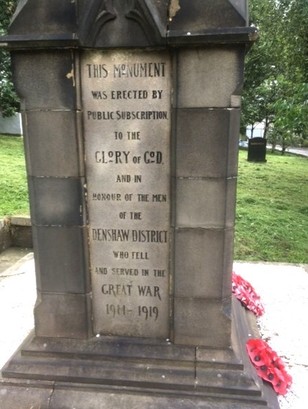 THIS MONUMENT
WAS ERECTED BY
PUBLIC SUBSCRIPTION,
TO THE
GLORY OF GOD,
AND IN
HONOUR OF THE MEN
OF THE
DENSHAW DISTRICT
WHO FELL
AND SERVED IN THE
GREAT WAR
1914 - 1919